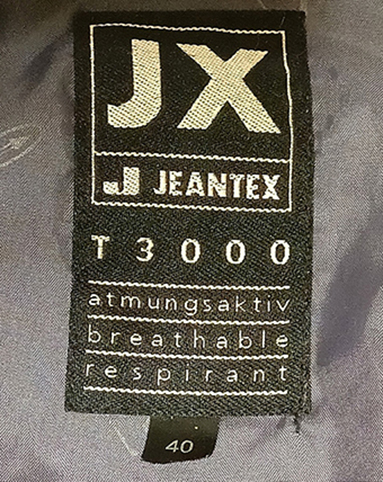 JX
JEANTEX
T3000
atmungsaktiv
breathable
respirant
40